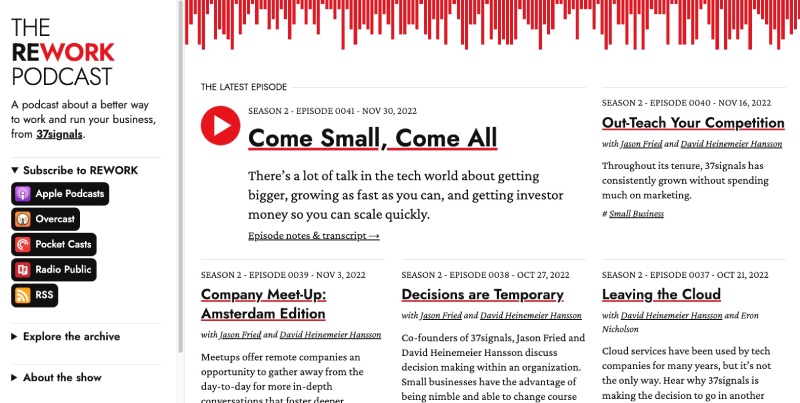 THE
REWORK
PODCAST
A podcast about a better way
to work and run your business,
from 37signals.
Subscribe to REWORK
Apple Podcasts
Overcast
Pocket Casts
Radio Public
RSS
Explore the archive
About the show
THE LATEST EPISODE
SEASON 2 - EPISODE 0041 - NOV 30, 2022
Come Small, Come All
There’s a lot of talk in the tech world about getting
bigger, growing as fast as you can, and getting investor
money so you can scale quickly.
Episode notes & transcript →
SEASON 2 - EPISODE 0040 - NOV 16, 2022
Out-Teach Your Competition
with Jason Fried and David Heinemeier Hansson
Throughout its tenure, 37signals has
consistently grown without spending
much on marketing.
# Small Business
SEASON 2 - EPISODE 0039 - NOV 3, 2022
Company Meet-Up:
Amsterdam Edition
with Jason Fried and David Heinemeier Hansson
Meetups offer remote companies an
opportunity to gather away from the
day-to-day for more in-depth
conversations that foster deeper
SEASON 2 - EPISODE 0038 - OCT 27, 2022
Decisions are Temporary
with Jason Fried and David Heinemeier Hansson
Co-founders of 37signals, Jason Fried and
David Heinemeier Hansson discuss
decision making within an organization.
Small businesses have the advantage of
being nimble and able to change course
SEASON 2 - EPISODE 0037 - OCT 21, 2022
Leaving the Cloud
with David Heinemeier Hansson and Eron
Nicholson
Cloud services have been used by tech
companies for many years, but it’s not
the only way. Hear why 37signals is
making the decision to go in another